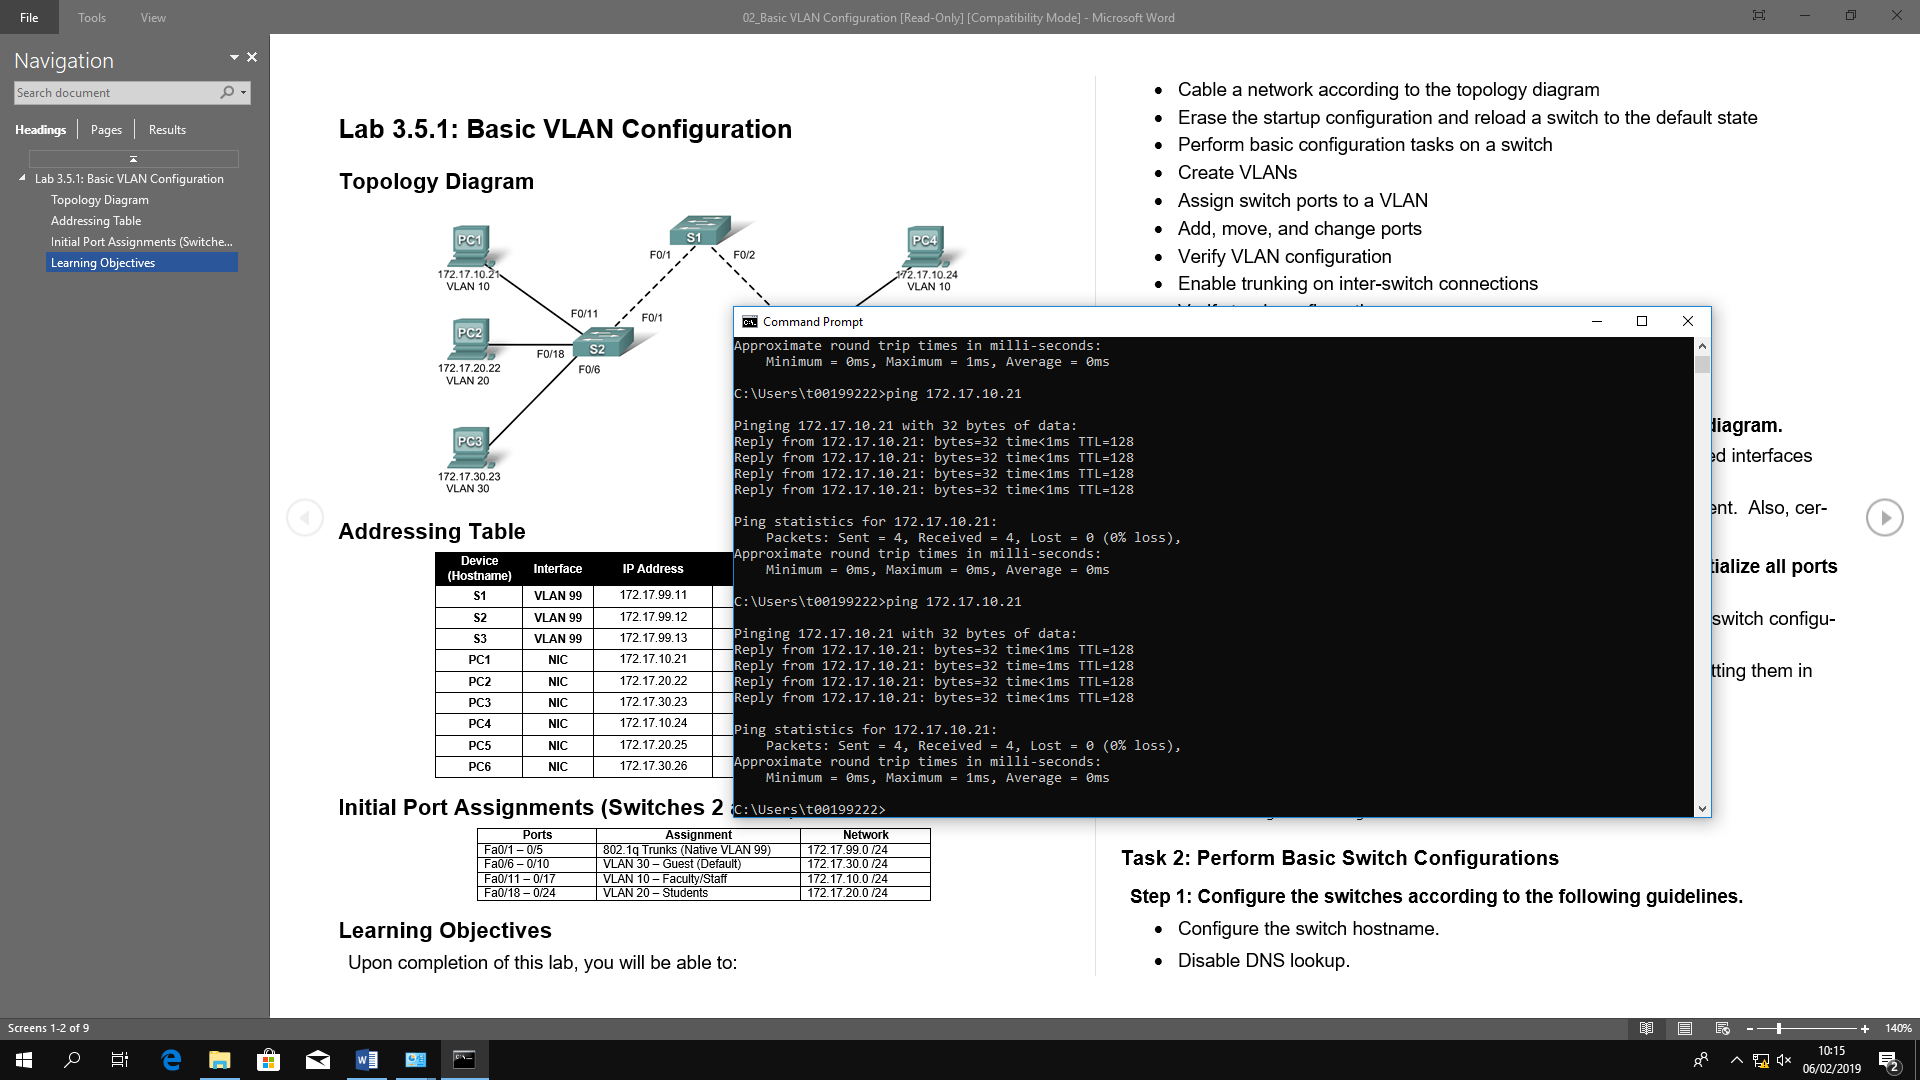 File Tools View
02_Basic VLAN Configuration [Read-Only] [Compatibility Mode] - Microsoft Word
Navigation
Search document
Headings Pages Results
Lab 3.5.1: Basic VLAN Configuration
Topology Diagram
Addressing Table
Initial Port Assignments (Switche...
Learning Objectives
Lab 3.5.1: Basic VLAN Configuration
Topology Diagram
PC1
172.17.10.21
VLAN 10
S1
F0/1 F0/2
PC4
172.17.10.24
VLAN 10
F0/11
F0/1
PC2
172.17.20.22
VLAN 20
F0/18
S2
F0/6
PC3
172.17.30.23
VLAN 30
Addressing Table
Device (Hostname) Interface IP Address
S1 VLAN 99 172.17.99.11
S2 VLAN 99 172.17.99.12
S3 VLAN 99 172.17.99.13
PC1 NIC 172.17.10.21
PC2 NIC 172.17.20.22
PC3 NIC 172.17.30.23
PC4 NIC 172.17.10.24
PC5 NIC 172.17.20.25
PC6 NIC 172.17.30.26
Initial Port Assignments (Switches 2
Ports Assignment Network
Fa0/1 – 0/5 802.1q Trunks (Native VLAN 99) 172.17.99.0 /24
Fa0/6 – 0/10 VLAN 30 – Guest (Default) 172.17.30.0 /24
Fa0/11 – 0/17 VLAN 10 – Faculty/Staff 172.17.10.0 /24
Fa0/18 – 0/24 VLAN 20 – Students 172.17.20.0 /24
Learning Objectives
Upon completion of this lab, you will be able to:
• Cable a network according to the topology diagram
• Erase the startup configuration and reload a switch to the default state
• Perform basic configuration tasks on a switch
• Create VLANs
• Assign switch ports to a VLAN
• Add, move, and change ports
• Verify VLAN configuration
• Enable trunking on inter-switch connections
Command Prompt
Approximate round trip times in milli-seconds:
Minimum = 0ms, Maximum = 1ms, Average = 0ms
C:\Users\t00199222>ping 172.17.10.21
Pinging 172.17.10.21 with 32 bytes of data:
Reply from 172.17.10.21: bytes=32 time<1ms TTL=128
Reply from 172.17.10.21: bytes=32 time<1ms TTL=128
Reply from 172.17.10.21: bytes=32 time<1ms TTL=128
Reply from 172.17.10.21: bytes=32 time<1ms TTL=128
Ping statistics for 172.17.10.21:
Packets: Sent = 4, Received = 4, Lost = 0 (0% loss),
Approximate round trip times in milli-seconds:
Minimum = 0ms, Maximum = 0ms, Average = 0ms
C:\Users\t00199222>ping 172.17.10.21
Pinging 172.17.10.21 with 32 bytes of data:
Reply from 172.17.10.21: bytes=32 time<1ms TTL=128
Reply from 172.17.10.21: bytes=32 time=1ms TTL=128
Reply from 172.17.10.21: bytes=32 time<1ms TTL=128
Reply from 172.17.10.21: bytes=32 time<1ms TTL=128
Ping statistics for 172.17.10.21:
Packets: Sent = 4, Received = 4, Lost = 0 (0% loss),
Approximate round trip times in milli-seconds:
Minimum = 0ms, Maximum = 1ms, Average = 0ms
C:\Users\t00199222>
diagram.
ed interfaces
ent. Also, cer-
tialize all ports
switch configu-
tting them in
Task 2: Perform Basic Switch Configurations
Step 1: Configure the switches according to the following guidelines.
• Configure the switch hostname.
• Disable DNS lookup.
Screens 1-2 of 9
140%
10:15
06/02/2019
2